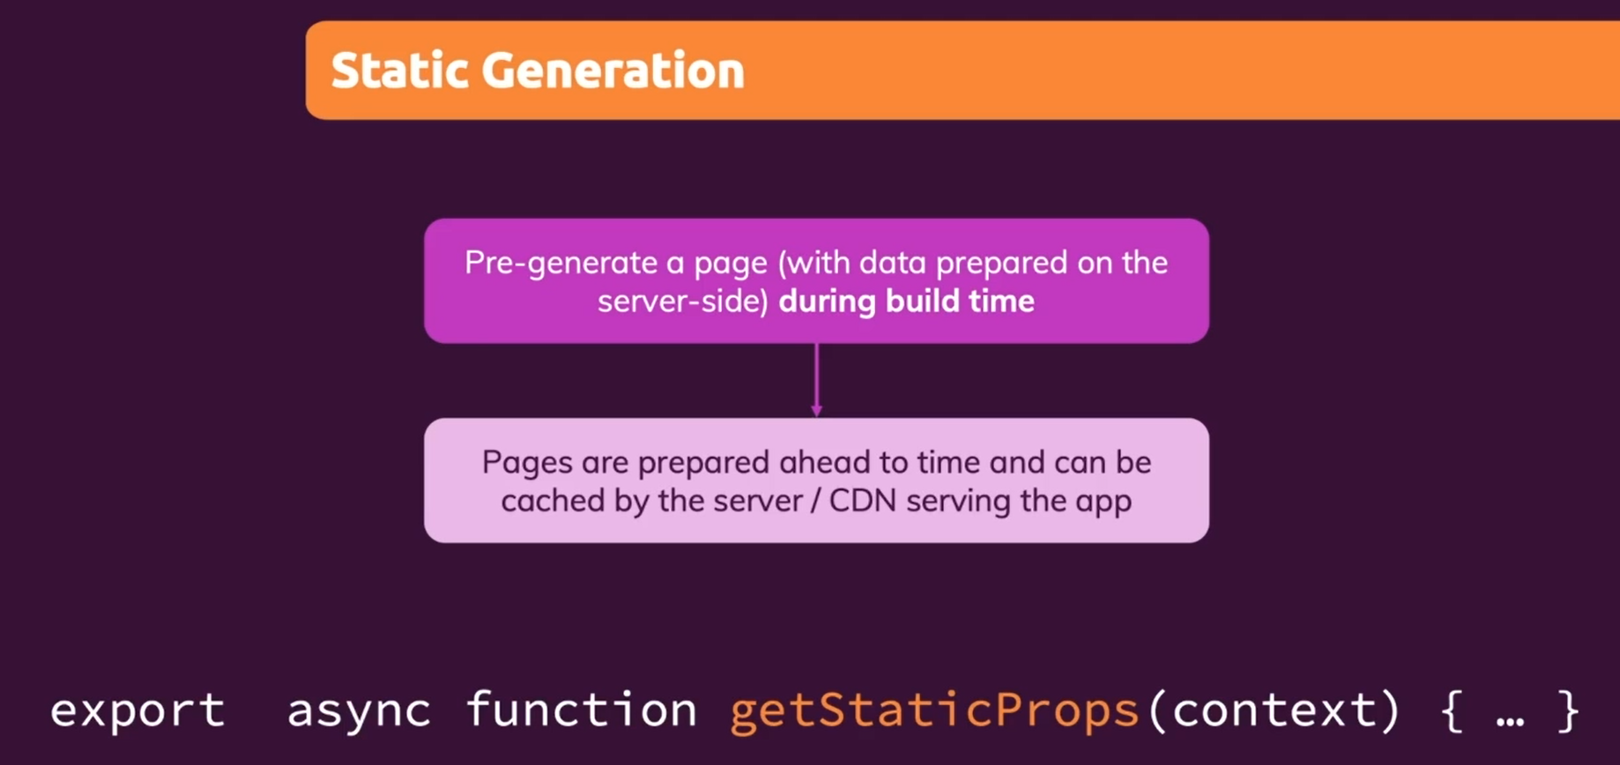 Static Generation
Pre-generate a page (with data prepared on the
server-side) during build time
Pages are prepared ahead to time and can be
cached by the server / CDN serving the app
export  async function getStaticProps(context) { … }